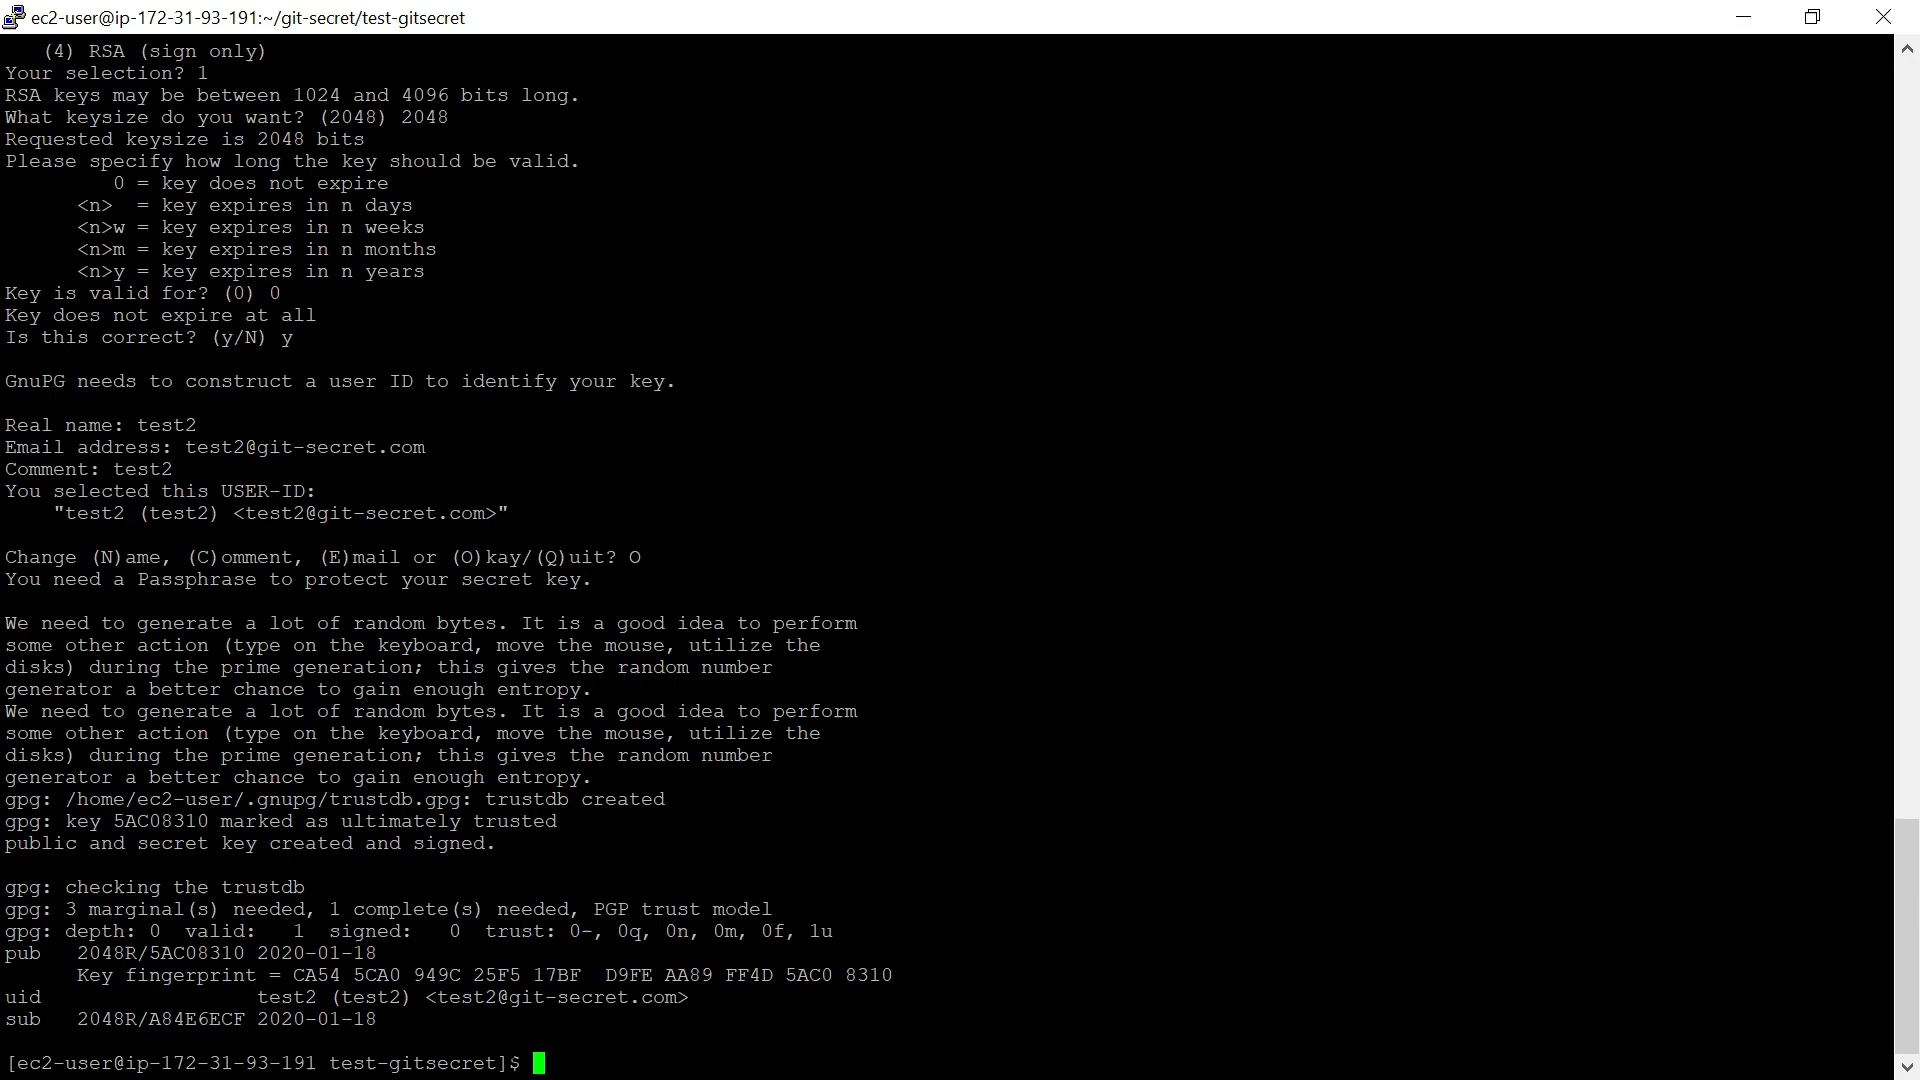 ec2-user@ip-172-31-93-191:~/git-secret/test-gitsecret
   (4) RSA (sign only)
Your selection? 1
RSA keys may be between 1024 and 4096 bits long.
What keysize do you want? (2048) 2048
Requested keysize is 2048 bits
Please specify how long the key should be valid.
         0 = key does not expire
      <n>  = key expires in n days
      <n>w = key expires in n weeks
      <n>m = key expires in n months
      <n>y = key expires in n years
Key is valid for? (0) 0
Key does not expire at all
Is this correct? (y/N) y

GnuPG needs to construct a user ID to identify your key.

Real name: test2
Email address: test2@git-secret.com
Comment: test2
You selected this USER-ID:
    "test2 (test2) <test2@git-secret.com>"

Change (N)ame, (C)omment, (E)mail or (O)kay/(Q)uit? O
You need a Passphrase to protect your secret key.

We need to generate a lot of random bytes. It is a good idea to perform
some other action (type on the keyboard, move the mouse, utilize the
disks) during the prime generation; this gives the random number
generator a better chance to gain enough entropy.
We need to generate a lot of random bytes. It is a good idea to perform
some other action (type on the keyboard, move the mouse, utilize the
disks) during the prime generation; this gives the random number
generator a better chance to gain enough entropy.
gpg: /home/ec2-user/.gnupg/trustdb.gpg: trustdb created
gpg: key 5AC08310 marked as ultimately trusted
public and secret key created and signed.

gpg: checking the trustdb
gpg: 3 marginal(s) needed, 1 complete(s) needed, PGP trust model
gpg: depth: 0  valid:   1  signed:   0  trust: 0-, 0q, 0n, 0m, 0f, 1u
pub   2048R/5AC08310 2020-01-18
      Key fingerprint = CA54 5CA0 949C 25F5 17BF  D9FE AA89 FF4D 5AC0 8310
uid                  test2 (test2) <test2@git-secret.com>
sub   2048R/A84E6ECF 2020-01-18

[ec2-user@ip-172-31-93-191 test-gitsecret]$